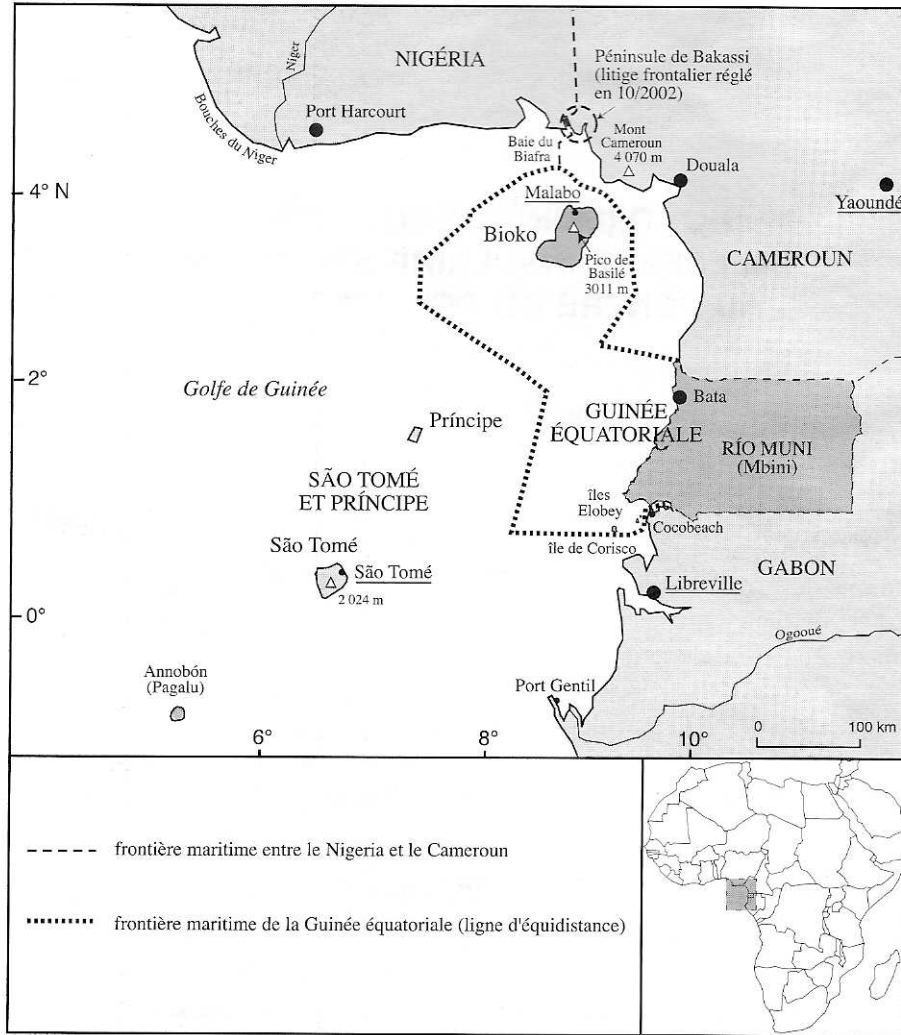 NIGÉRIA
Niger
Port Harcourt
Bouches du Niger
Péninsule de Bakassi
(litige frontalier réglé
en 10/2002)
Baie du
Biafra
Mont
Cameroun
4 070 m
Douala
4° N
Malabo
Yaoundé
Bioko
Pico de
Basilé
3011 m
CAMEROUN
2°
Golfe de Guinée
Bata
Príncipe
GUINÉE
ÉQUATORIALE
RÍO MUNI
(Mbini)
SÃO TOMÉ
ET PRÍNCIPE
îles
Elobey
Cocobeach
île de Corisco
São Tomé
São Tomé
2 024 m
GABON
Libreville
0°
Ogooué
Annobón
(Pagalu)
Port Gentil
0
100 km
6°
8°
10°
frontière maritime entre le Nigeria et le Cameroun
frontière maritime de la Guinée équatoriale (ligne d'équidistance)